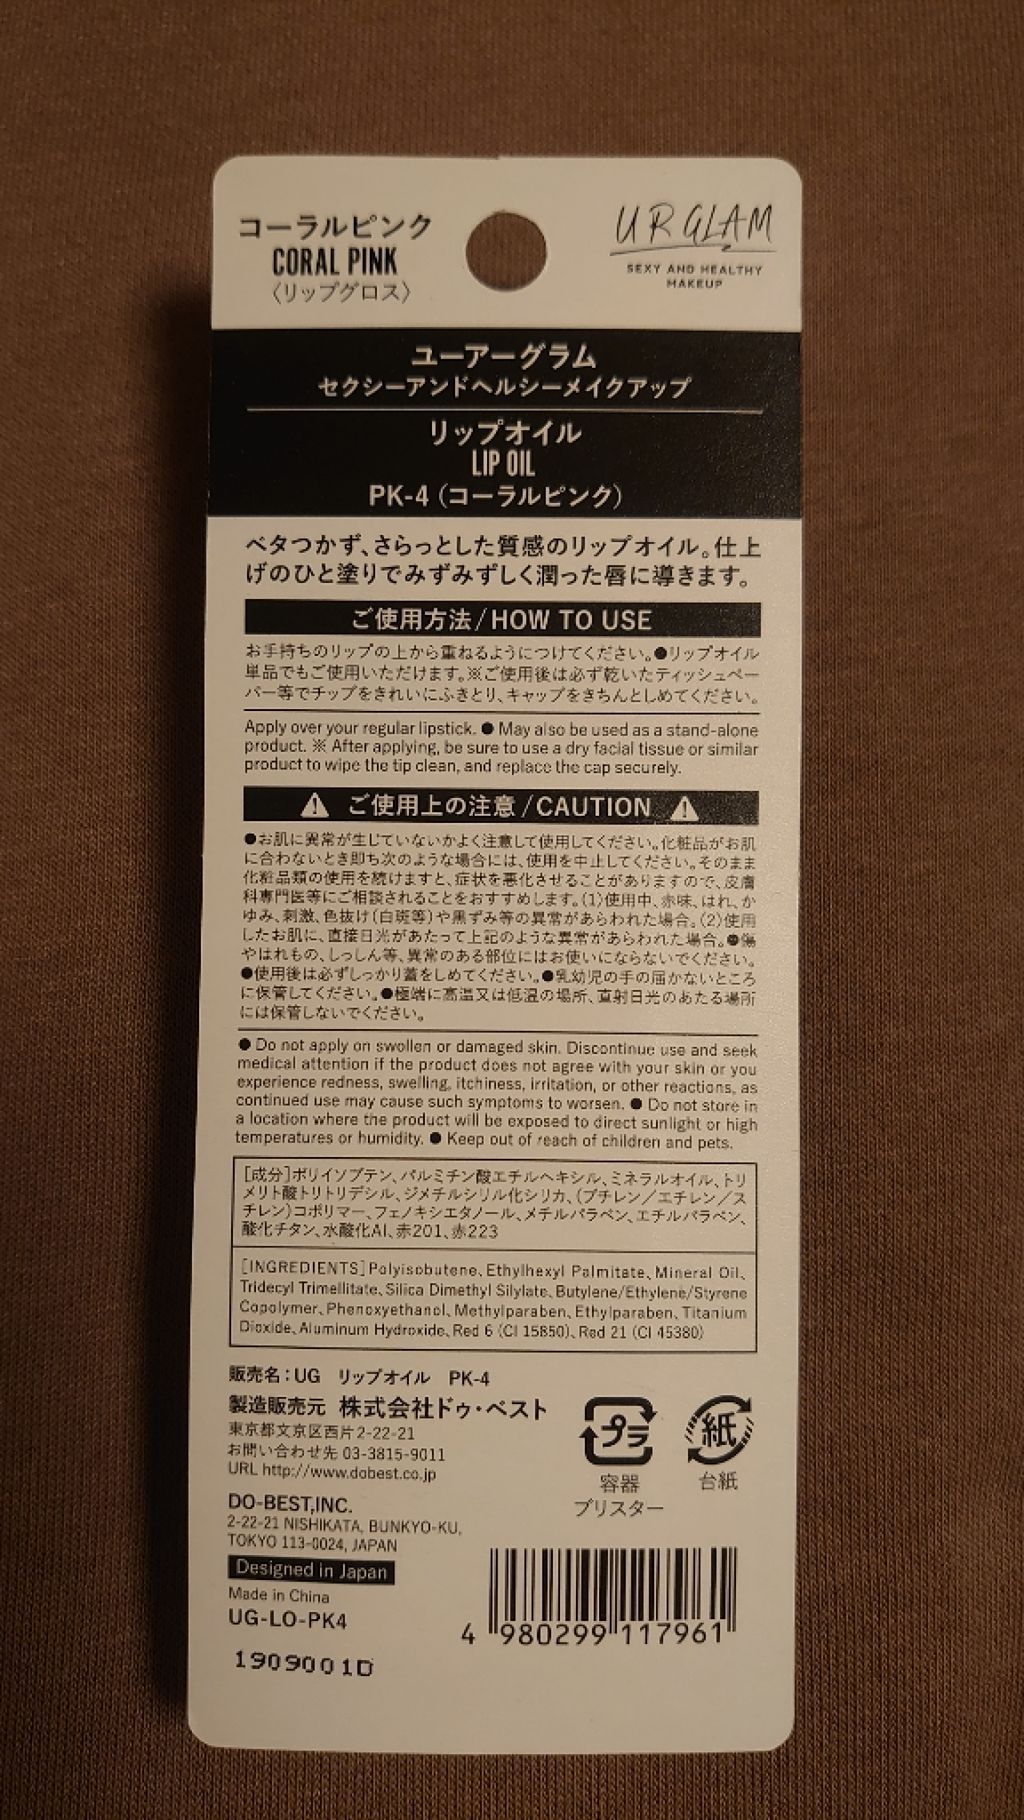 コーラルピンク
CORAL PINK
〈リップグロス〉
UR GLAM
SEXY AND HEALTHY
MAKEUP
ユーアーグラム
セクシーアンドヘルシーメイクアップ
リップオイル
LIP OIL
PK-4（コーラルピンク）
ベタつかず、さらっとした質感のリップオイル。仕上
げのひと塗りでみずみずしく潤った唇に導きます。
ご使用方法/HOW TO USE
お手持ちのリップの上から重ねるようにつけてください。●リップオイル
単品でもご使用いただけます。※ご使用後は必ず乾いたティッシュペー
パー等でチップをきれいにふきとり、キャップをきちんとしめてください。
Apply over your regular lipstick. ● May also be used as a stand-alone
product. ※ After applying, be sure to use a dry facial tissue or similar
product to wipe the tip clean, and replace the cap securely.
⚠ ご使用上の注意/CAUTION ⚠
●お肌に異常が生じていないかよく注意して使用してください。化粧品がお肌
に合わないとき即ち次のような場合には、使用を中止してください。そのまま
化粧品類の使用を続けますと、症状を悪化させることがありますので、皮膚
科専門医等にご相談されることをおすすめします。（1）使用中、赤味、はれ、か
ゆみ、刺激、色抜け（白斑等）や黒ずみ等の異常があらわれた場合。（2）使用
したお肌に、直接日光があたって上記のような異常があらわれた場合。●傷
やはれもの、しっしん等、異常のある部位にはお使いにならないでください。
●使用後は必ずしっかり蓋をしめてください。●乳幼児の手の届かないところ
に保管してください。●極端に高温又は低温の場所、直射日光のあたる場所
には保管しないでください。
● Do not apply on swollen or damaged skin. Discontinue use and seek
medical attention if the product does not agree with your skin or you
experience redness, swelling, itchiness, irritation, or other reactions, as
continued use may cause such symptoms to worsen. ● Do not store in
a location where the product will be exposed to direct sunlight or high
temperatures or humidity. ● Keep out of reach of children and pets.
［成分］ポリイソブテン、パルミチン酸エチルヘキシル、ミネラルオイル、トリ
メリト酸トリトリデシル、ジメチルシリル化シリカ、（ブチレン／エチレン／ス
チレン）コポリマー、フェノキシエタノール、メチルパラベン、エチルパラベン、
酸化チタン、水酸化Al、赤201、赤223
［INGREDIENTS］Polyisobutene、Ethylhexyl Palmitate、Mineral Oil、
Tridecyl Trimellitate、Silica Dimethyl Silylate、Butylene/Ethylene/Styrene
Copolymer、Phenoxyethanol、Methylparaben、Ethylparaben、Titanium
Dioxide、Aluminum Hydroxide、Red 6 (CI 15850)、Red 21 (CI 45380)
販売名：UG リップオイル PK-4
製造販売元 株式会社ドゥ・ベスト
東京都文京区西片2-22-21
お問い合わせ先 03-3815-9011
URL http://www.dobest.co.jp
プラ
容器
ブリスター
紙
台紙
DO-BEST,INC.
2-22-21 NISHIKATA, BUNKYO-KU,
TOKYO 113-0024, JAPAN
Designed in Japan
Made in China
UG-LO-PK4
1909001D
4 980299 117961